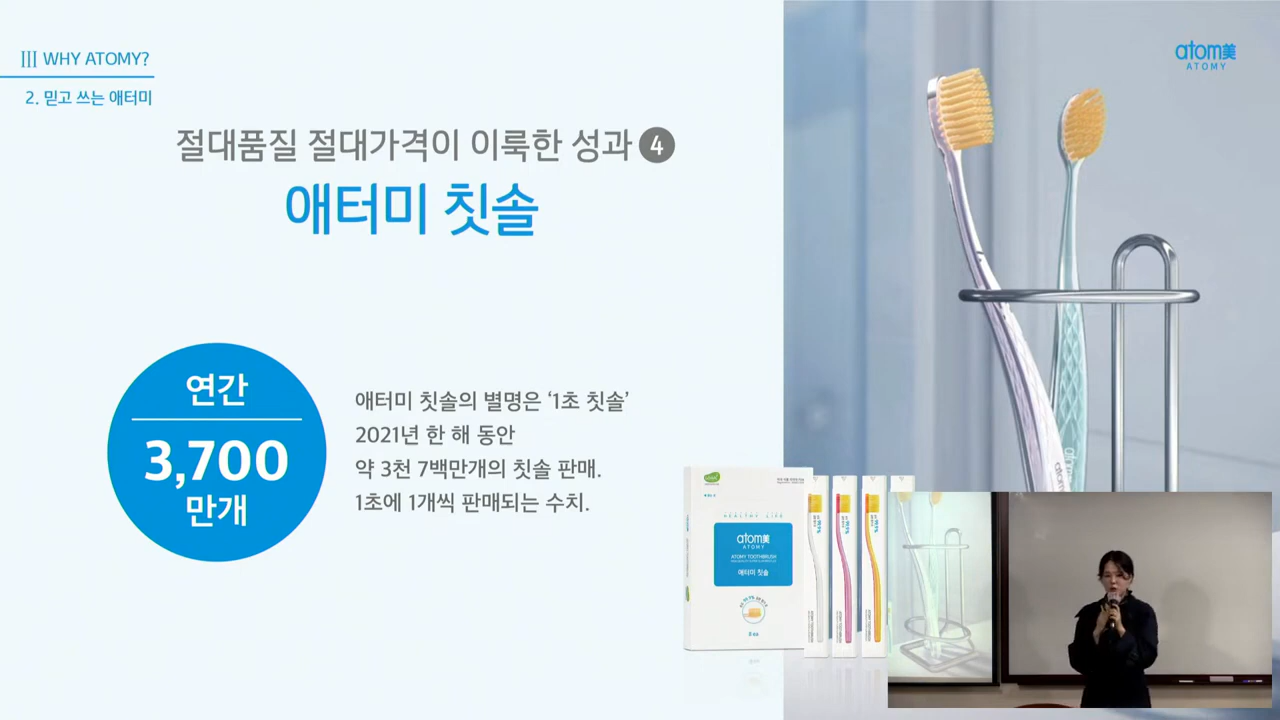 III WHY ATOMY?
2. 믿고 쓰는 애터미
atom美
ATOMY
절대품질 절대가격이 이룩한 성과 4
애터미 칫솔
연간
3,700
만개
애터미 칫솔의 별명은 ‘1초 칫솔’
2021년 한 해 동안
약 3천 7백만개의 칫솔 판매.
1초에 1개씩 판매되는 수치.
HEALTHY LIFE
atom美
ATOMY
ATOMY TOOTHBRUSH
애터미 칫솔